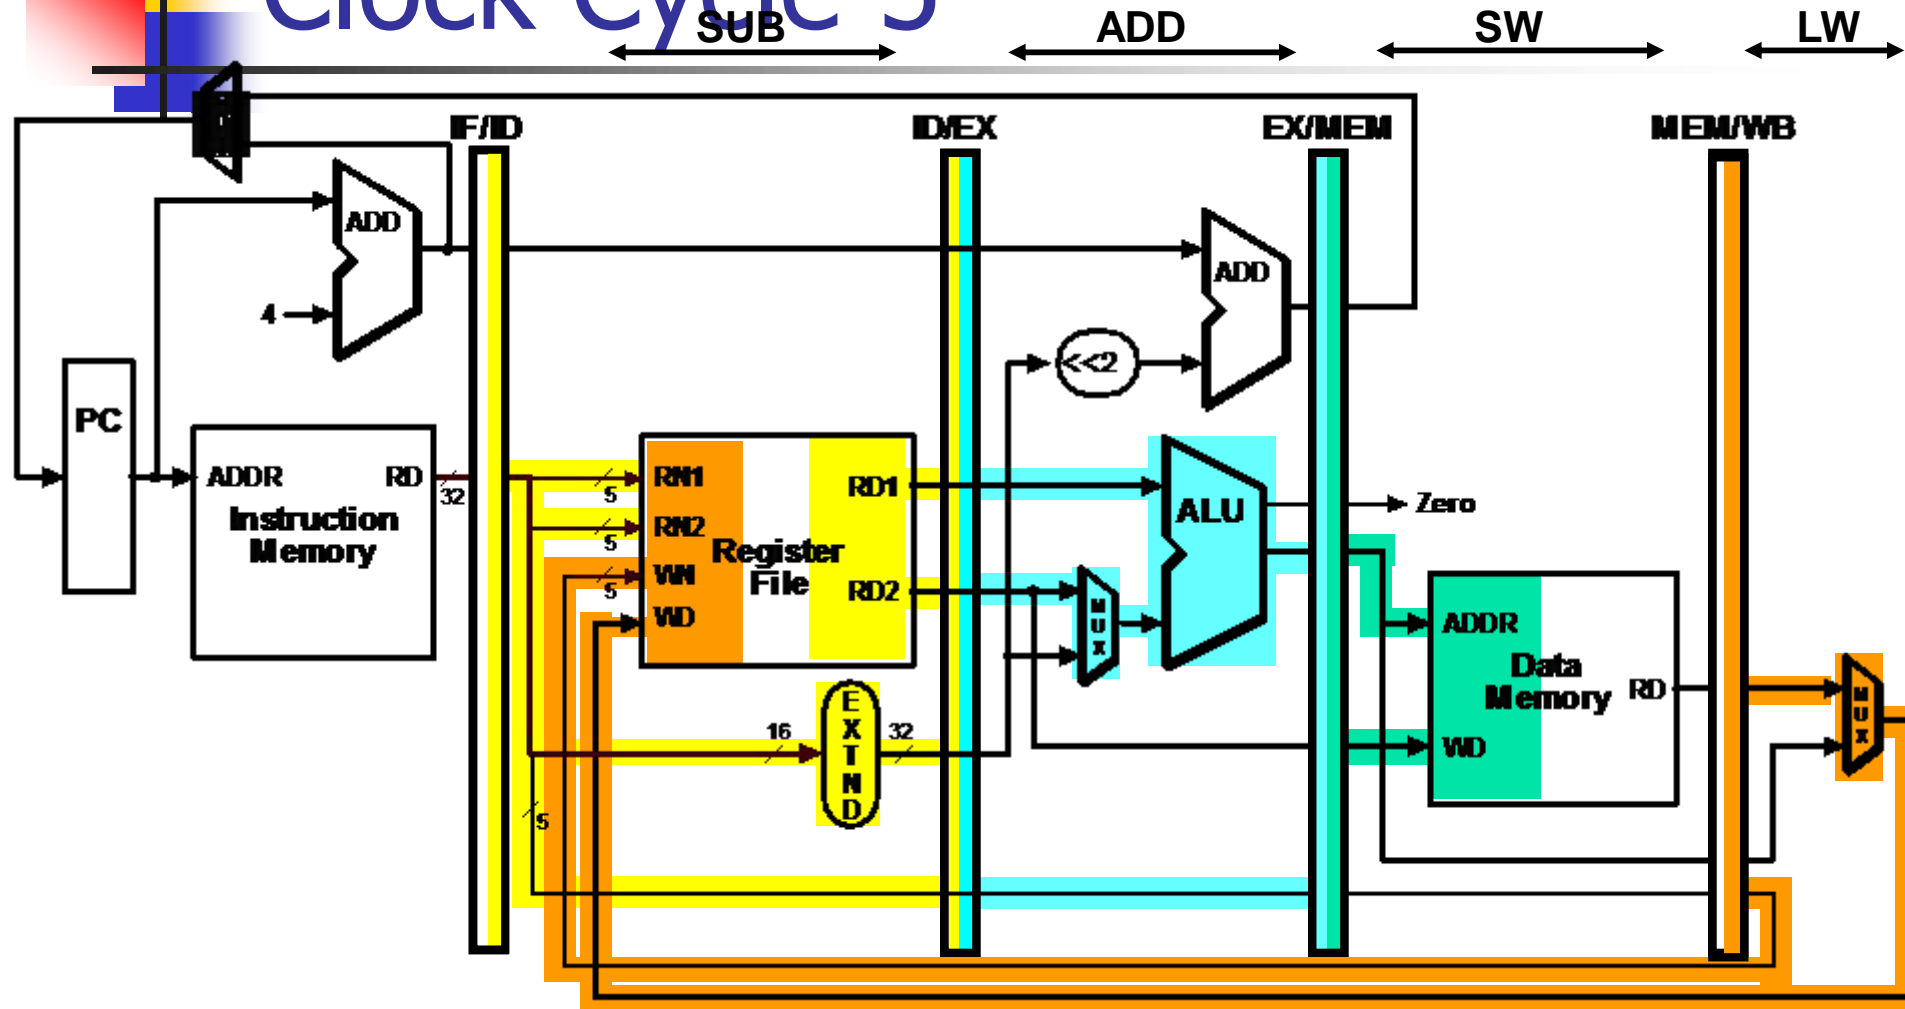 Clock Cycle 5
SUB ADD SW LW
IF/ID ID/EX EX/MEM MEM/WB
ADD
ADD
4
<<2
PC
ADDR RD
32
Instruction
Memory
RN1
5
RN2
5
WN
5
WD
Register
File
RD1
RD2
ALU
Zero
MUX
ADDR
Data
Memory
RD
WD
MUX
16
EXTND
32
5